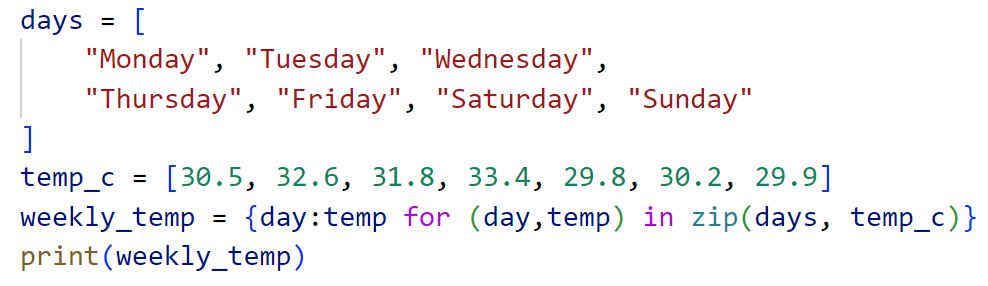 days = [
    "Monday", "Tuesday", "Wednesday",
    "Thursday", "Friday", "Saturday", "Sunday"
]
temp_c = [30.5, 32.6, 31.8, 33.4, 29.8, 30.2, 29.9]
weekly_temp = {day:temp for (day,temp) in zip(days, temp_c)}
print(weekly_temp)